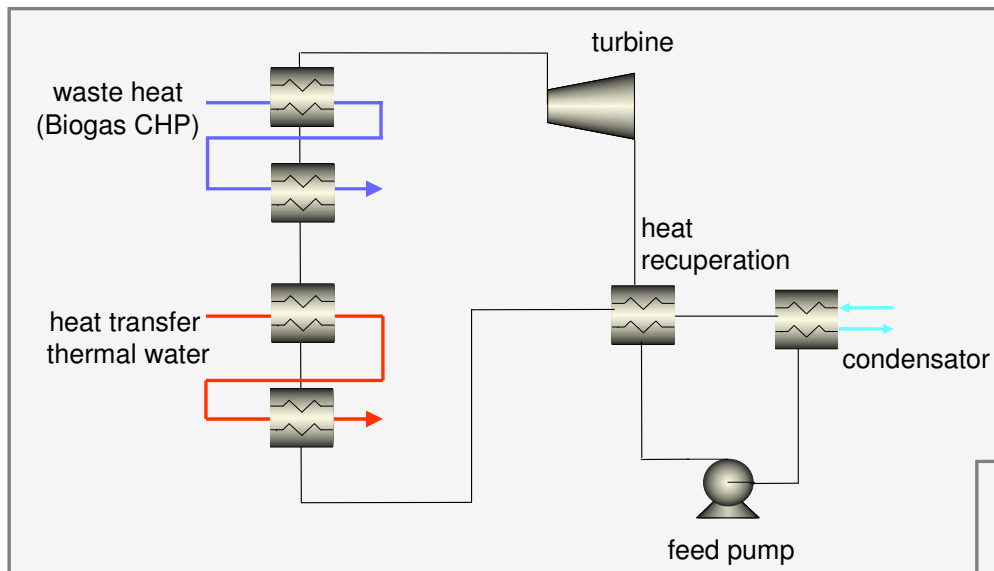 turbine
waste heat
(Biogas CHP)
heat
recuperation
heat transfer
thermal water
condensator
feed pump